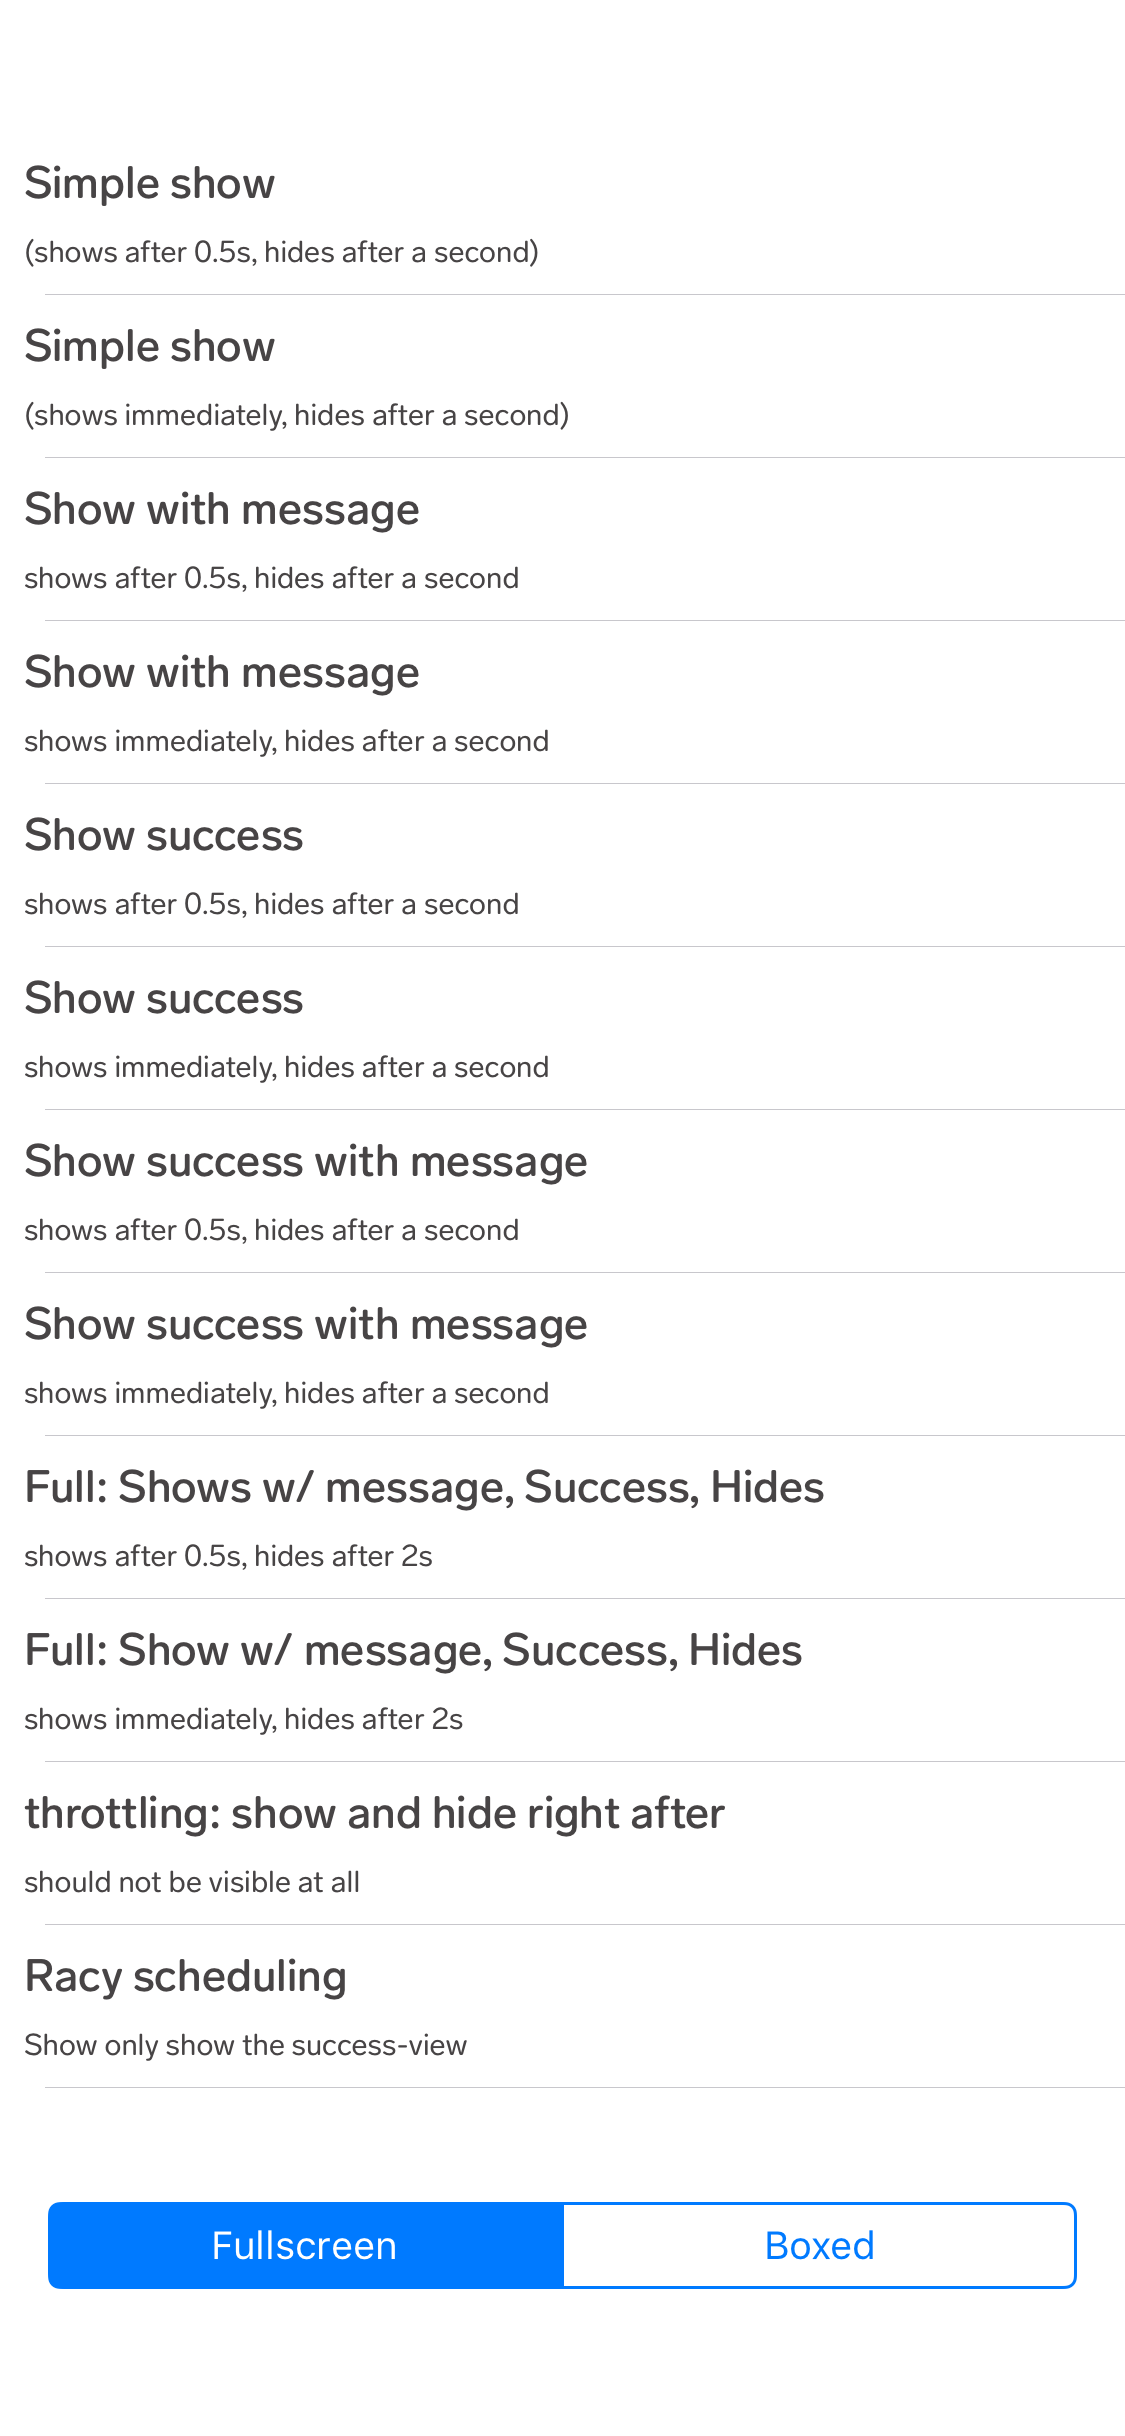 Simple show
(shows after 0.5s, hides after a second)
Simple show
(shows immediately, hides after a second)
Show with message
shows after 0.5s, hides after a second
Show with message
shows immediately, hides after a second
Show success
shows after 0.5s, hides after a second
Show success
shows immediately, hides after a second
Show success with message
shows after 0.5s, hides after a second
Show success with message
shows immediately, hides after a second
Full: Shows w/ message, Success, Hides
shows after 0.5s, hides after 2s
Full: Show w/ message, Success, Hides
shows immediately, hides after 2s
throttling: show and hide right after
should not be visible at all
Racy scheduling
Show only show the success-view
Fullscreen
Boxed